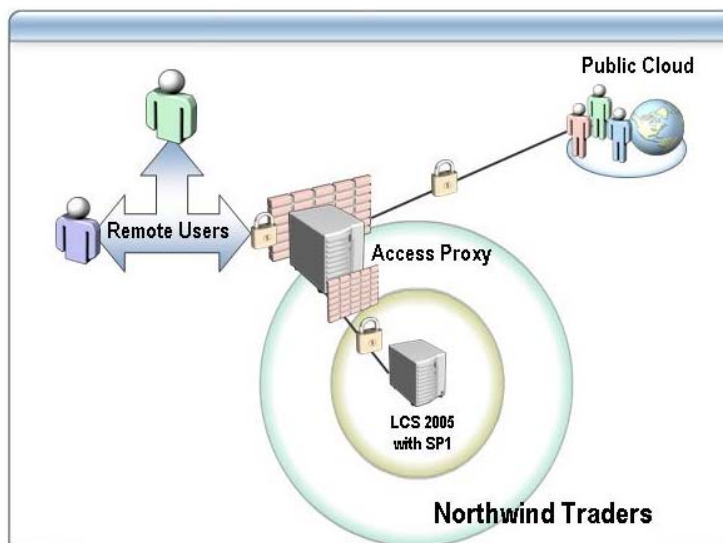 Public Cloud
Remote Users
Access Proxy
LCS 2005
with SP1
Northwind Traders